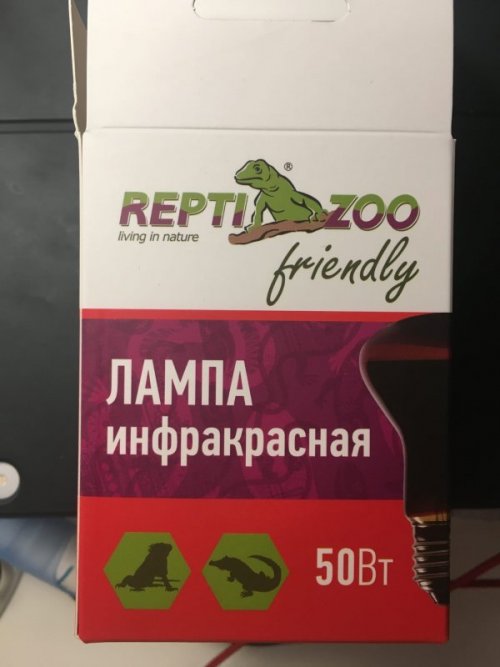 REPTI ZOO ®
living in nature
friendly
ЛАМПА
инфракрасная
50Вт